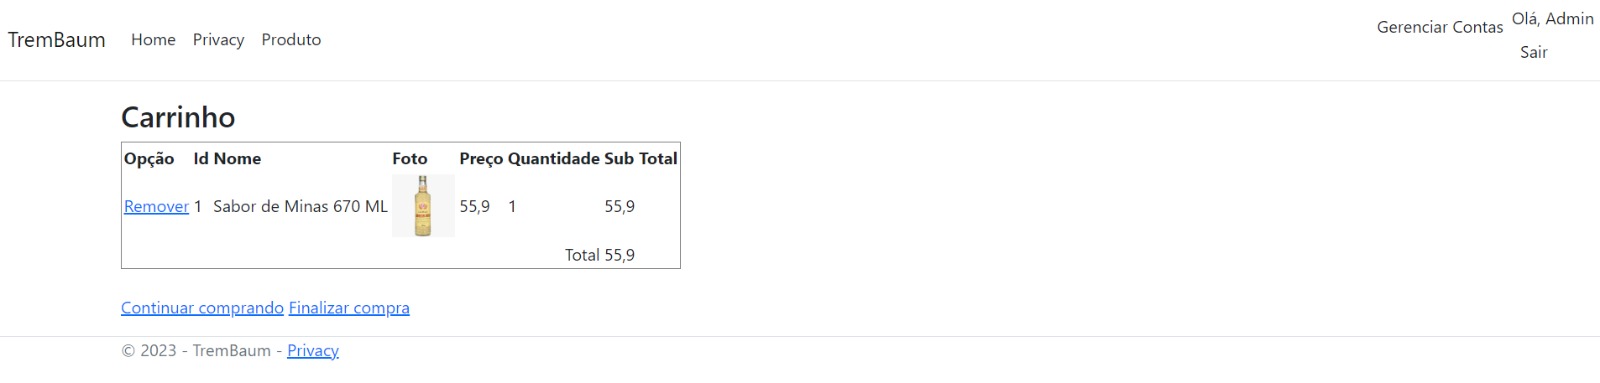 TremBaum Home Privacy Produto Gerenciar Contas Olá, Admin
Sair
Carrinho
Opção Id Nome Foto Preço Quantidade Sub Total
Remover 1 Sabor de Minas 670 ML 55,9 1 55,9
Total 55,9
Continuar comprando Finalizar compra
© 2023 - TremBaum - Privacy